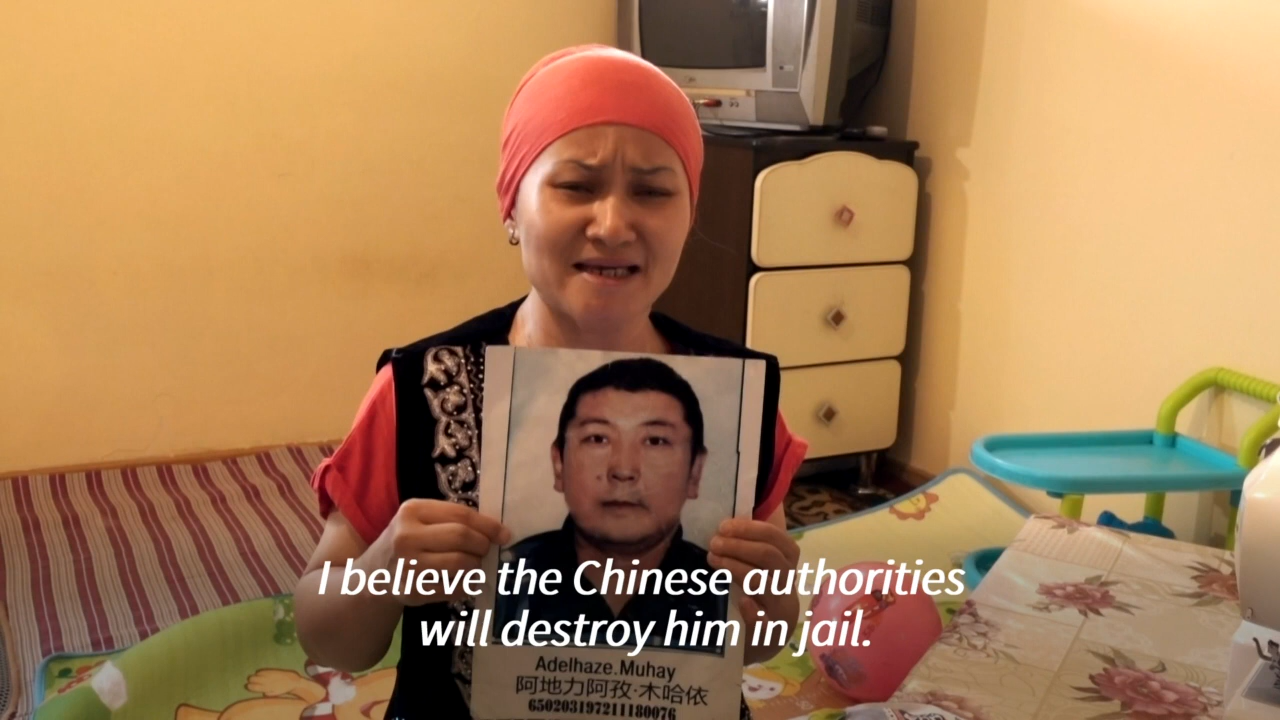 I believe the Chinese authorities
will destroy him in jail.
Adelhaze.Muhay
阿地力阿孜·木哈依
650203197211180076